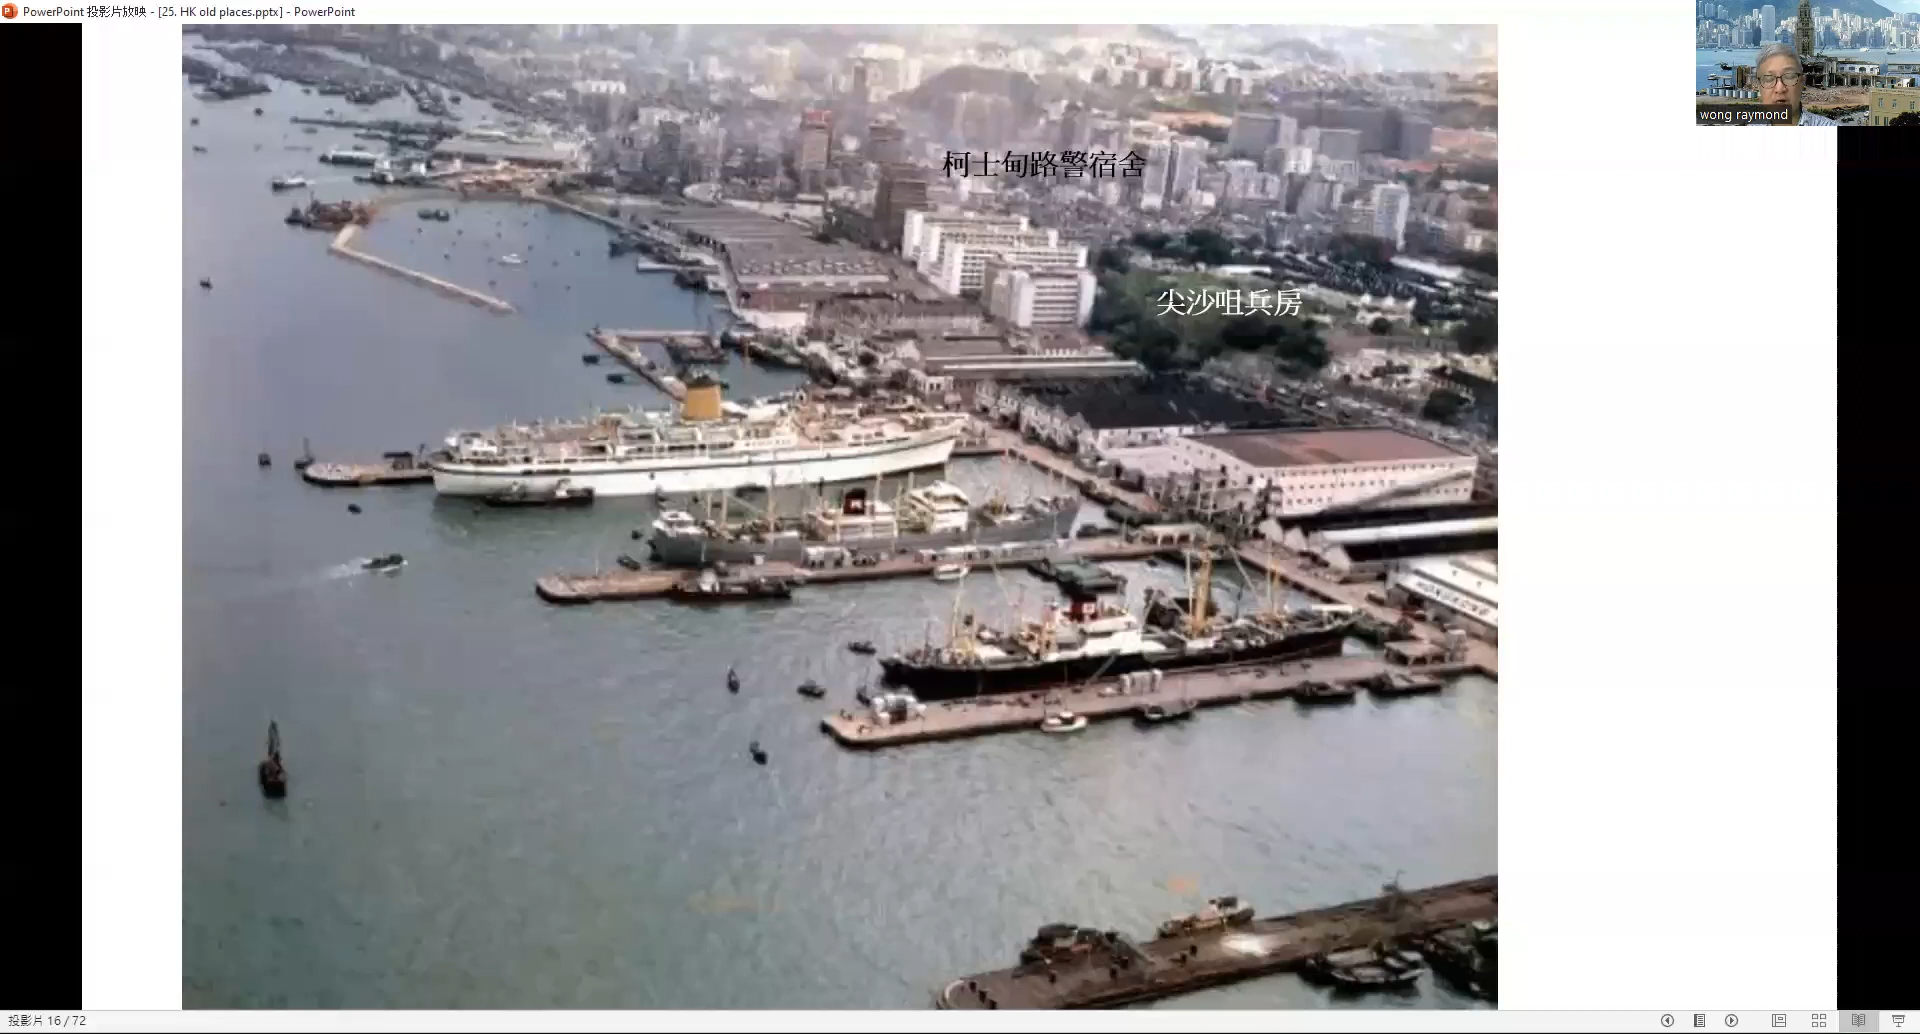 PowerPoint 投影片放映 - [25. HK old places.pptx] - PowerPoint
wong raymond
柯士甸路警宿舍
尖沙咀兵房
HONGKONG
投影片 16 / 72